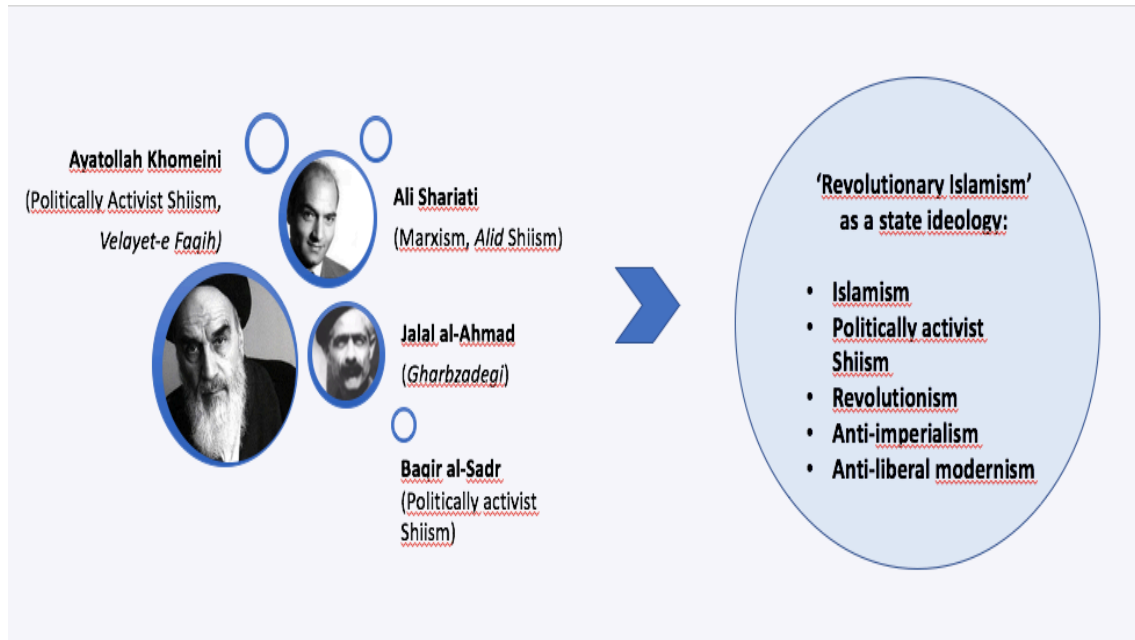 Ayatollah Khomeini
(Politically Activist Shiism,
Velayet-e Faqih)
Ali Shariati
(Marxism, Alid Shiism)
Jalal al-Ahmad
(Gharbzadegi)
Baqir al-Sadr
(Politically activist
Shiism)
‘Revolutionary Islamism’
as a state ideology:
• Islamism
• Politically activist
Shiism
• Revolutionism
• Anti-imperialism
• Anti-liberal modernism